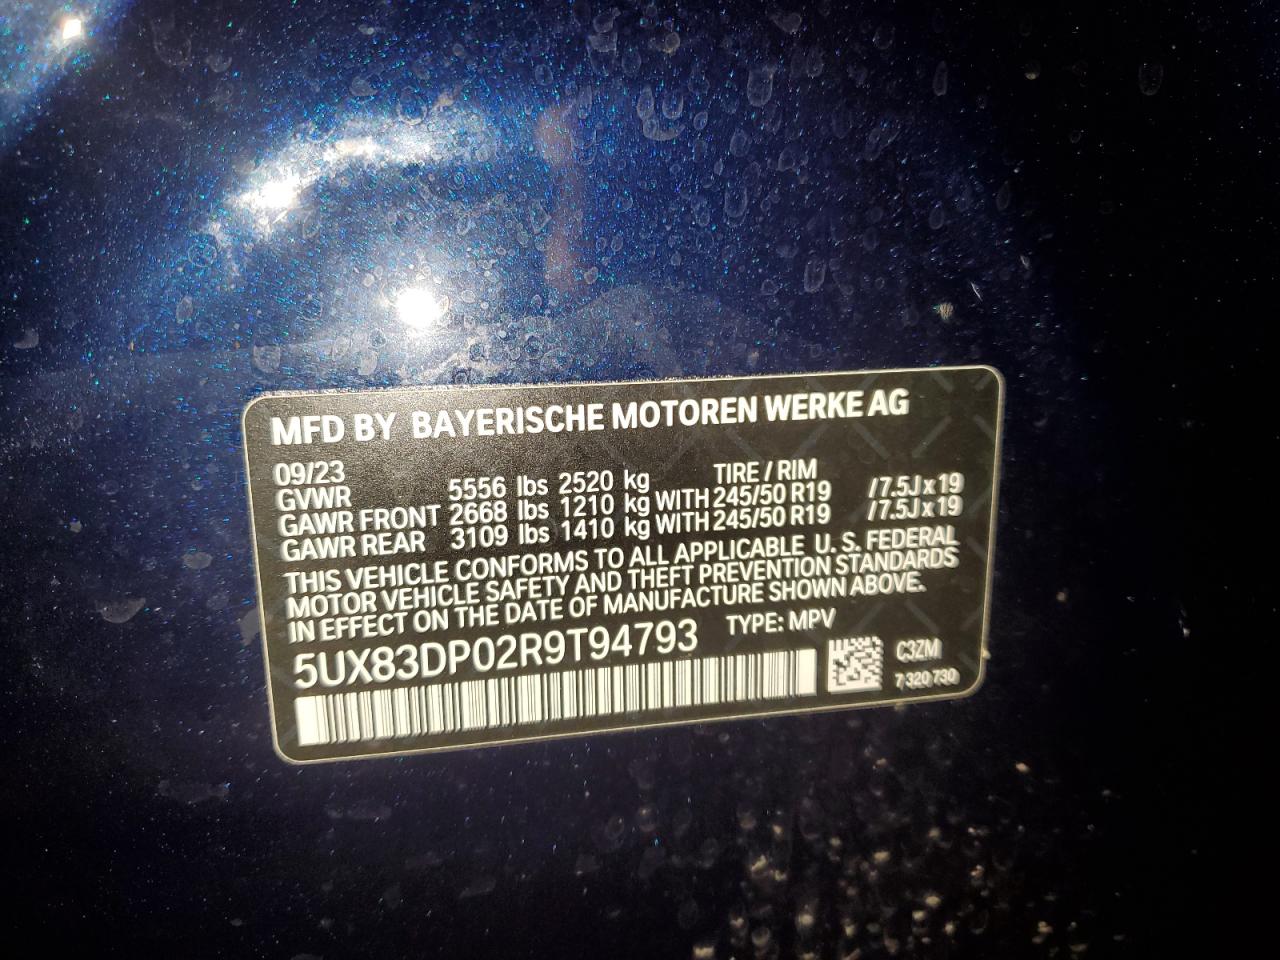 MFD BY BAYERISCHE MOTOREN WERKE AG
09/23 TIRE / RIM
GVWR 5556 lbs 2520 kg
GAWR FRONT 2668 lbs 1210 kg WITH 245/50 R19 /7.5J x 19
GAWR REAR 3109 lbs 1410 kg WITH 245/50 R19 /7.5J x 19
THIS VEHICLE CONFORMS TO ALL APPLICABLE U. S. FEDERAL
MOTOR VEHICLE SAFETY AND THEFT PREVENTION STANDARDS
IN EFFECT ON THE DATE OF MANUFACTURE SHOWN ABOVE.
5UX83DP02R9T94793 TYPE: MPV
C3ZM
7 320 730